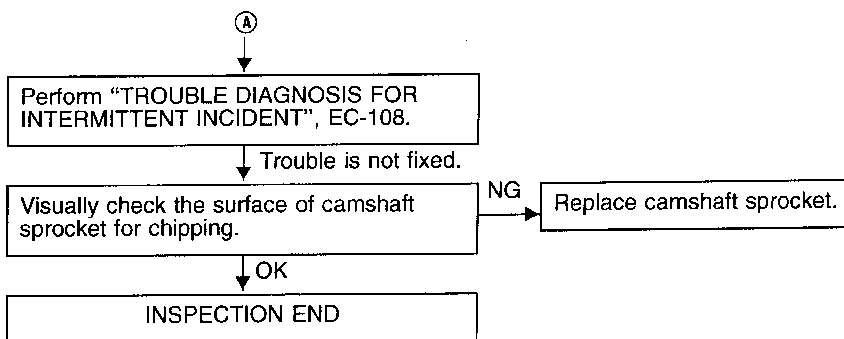 A
Perform “TROUBLE DIAGNOSIS FOR
INTERMITTENT INCIDENT”, EC-108.
Trouble is not fixed.
Visually check the surface of camshaft
sprocket for chipping.
NG
Replace camshaft sprocket.
OK
INSPECTION END